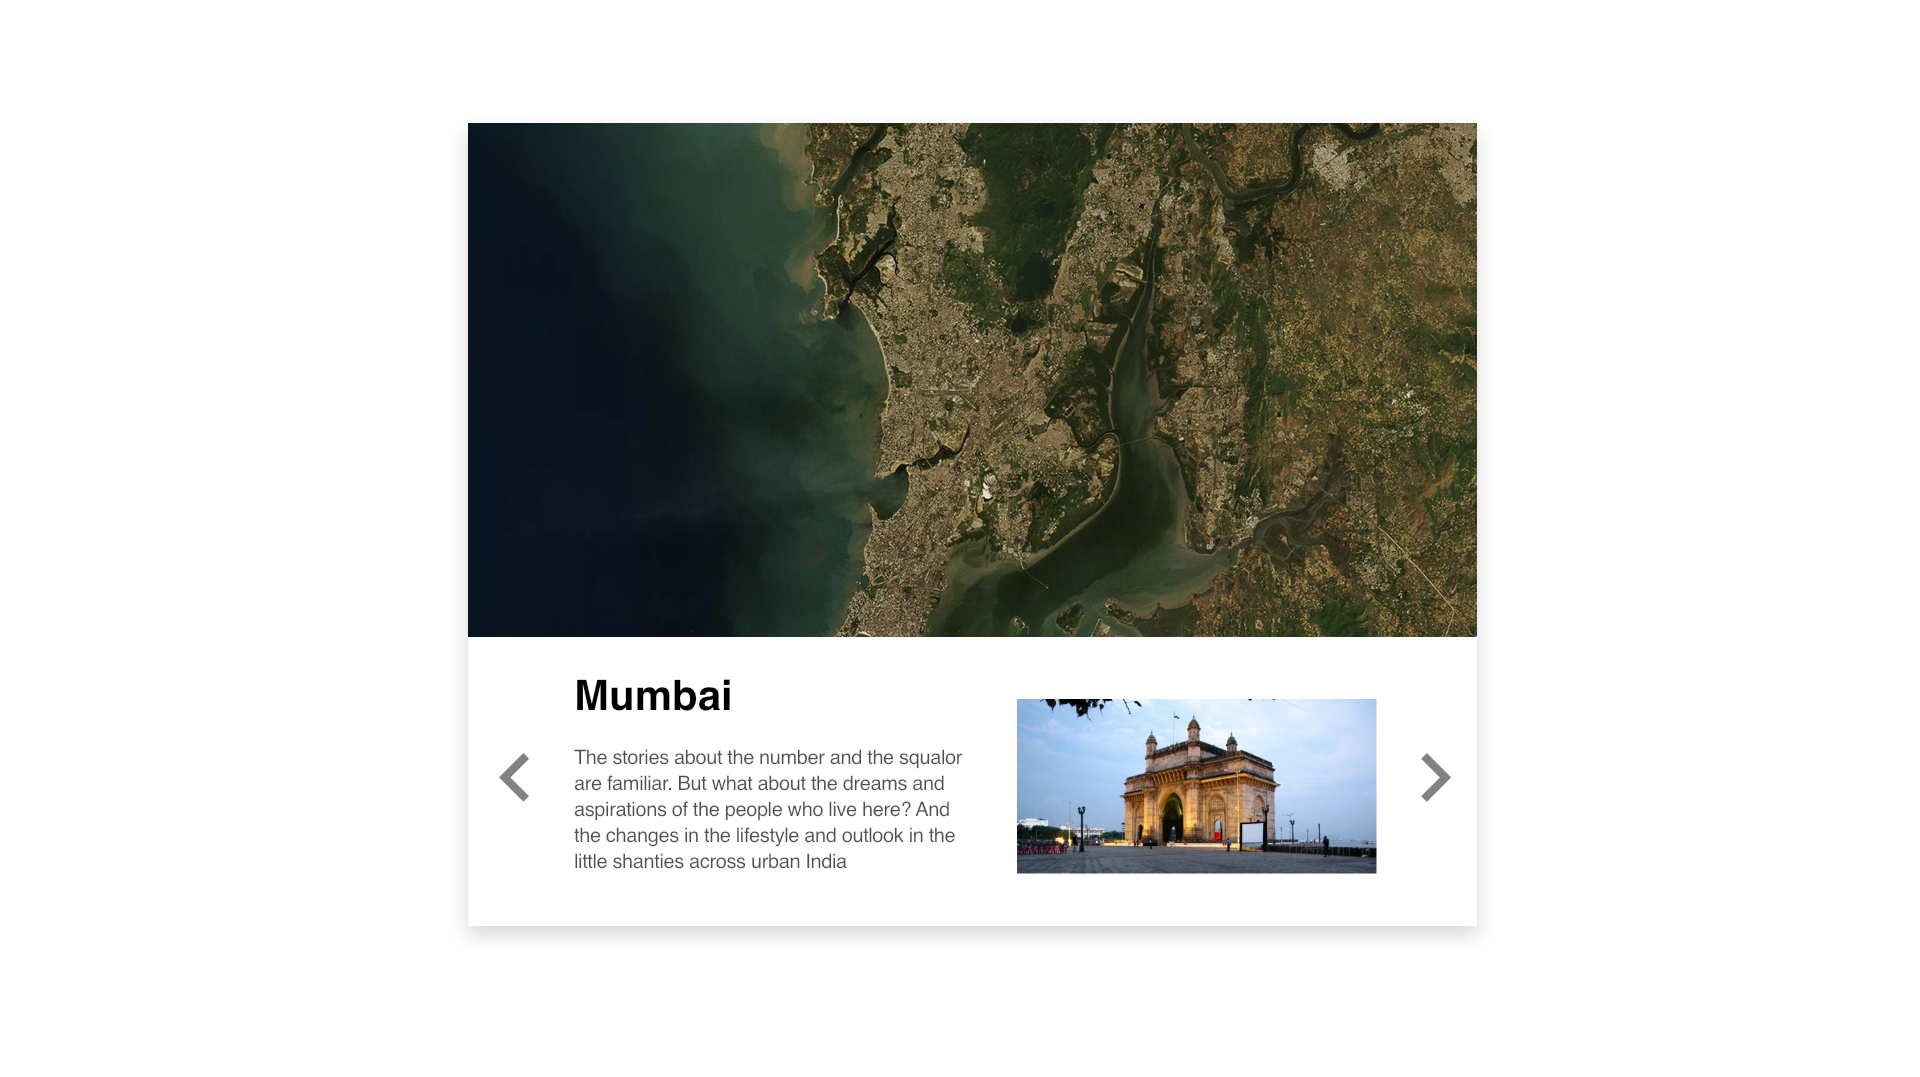 Mumbai
The stories about the number and the squalor
are familiar. But what about the dreams and
aspirations of the people who live here? And
the changes in the lifestyle and outlook in the
little shanties across urban India